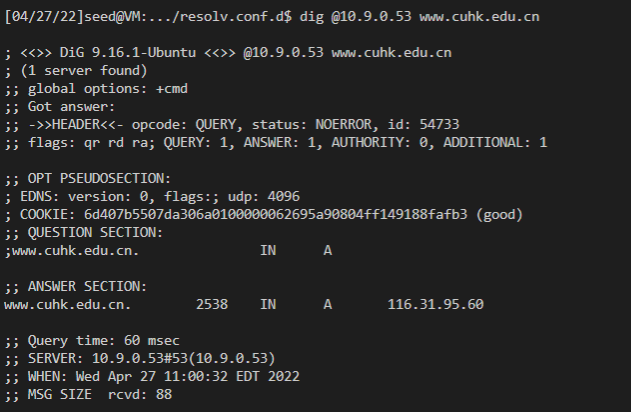 [04/27/22]seed@VM:.../resolv.conf.d$ dig @10.9.0.53 www.cuhk.edu.cn
; <<>> DiG 9.16.1-Ubuntu <<>> @10.9.0.53 www.cuhk.edu.cn
; (1 server found)
;; global options: +cmd
;; Got answer:
;; ->>HEADER<<- opcode: QUERY, status: NOERROR, id: 54733
;; flags: qr rd ra; QUERY: 1, ANSWER: 1, AUTHORITY: 0, ADDITIONAL: 1
;; OPT PSEUDOSECTION:
; EDNS: version: 0, flags:; udp: 4096
; COOKIE: 6d407b5507da306a0100000062695a90804ff149188fafb3 (good)
;; QUESTION SECTION:
;www.cuhk.edu.cn. IN A
;; ANSWER SECTION:
www.cuhk.edu.cn. 2538 IN A 116.31.95.60
;; Query time: 60 msec
;; SERVER: 10.9.0.53#53(10.9.0.53)
;; WHEN: Wed Apr 27 11:00:32 EDT 2022
;; MSG SIZE rcvd: 88